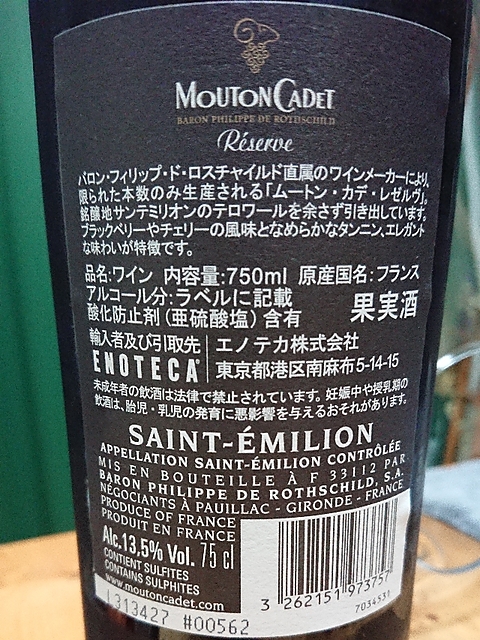 MOUTON CADET
BARON PHILIPPE DE ROTHSCHILD
Réserve
バロン・フィリップ・ド・ロスチャイルド直属のワインメーカーにより、
限られた本数のみ生産される「ムートン・カデ・レゼルヴ」。
銘醸地サンテミリオンのテロワールを余さず引き出しています。
ブラックベリーやチェリーの風味となめらかなタンニン、エレガント
な味わいが特徴です。
品名:ワイン 内容量:750ml 原産国名:フランス
アルコール分:ラベルに記載
酸化防止剤(亜硫酸塩)含有 果実酒
輸入者及び引取先 エノテカ株式会社
ENOTECA 東京都港区南麻布5-14-15
未成年者の飲酒は法律で禁止されています。妊娠中や授乳期の
飲酒は、胎児・乳児の発育に悪影響を与えるおそれがあります。
SAINT-ÉMILION
APPELLATION SAINT-ÉMILION CONTRÔLÉE
MIS EN BOUTEILLE À F 33112 PAR
BARON PHILIPPE DE ROTHSCHILD, S.A.
NÉGOCIANTS À PAUILLAC - GIRONDE - FRANCE
PRODUCE OF FRANCE
PRODUIT EN FRANCE
Alc.13,5% Vol. 75 cl
CONTIENT SULFITES
CONTAINS SULPHITES
www.moutoncadet.com
3 262151 973757
7034531
L313427 #00562